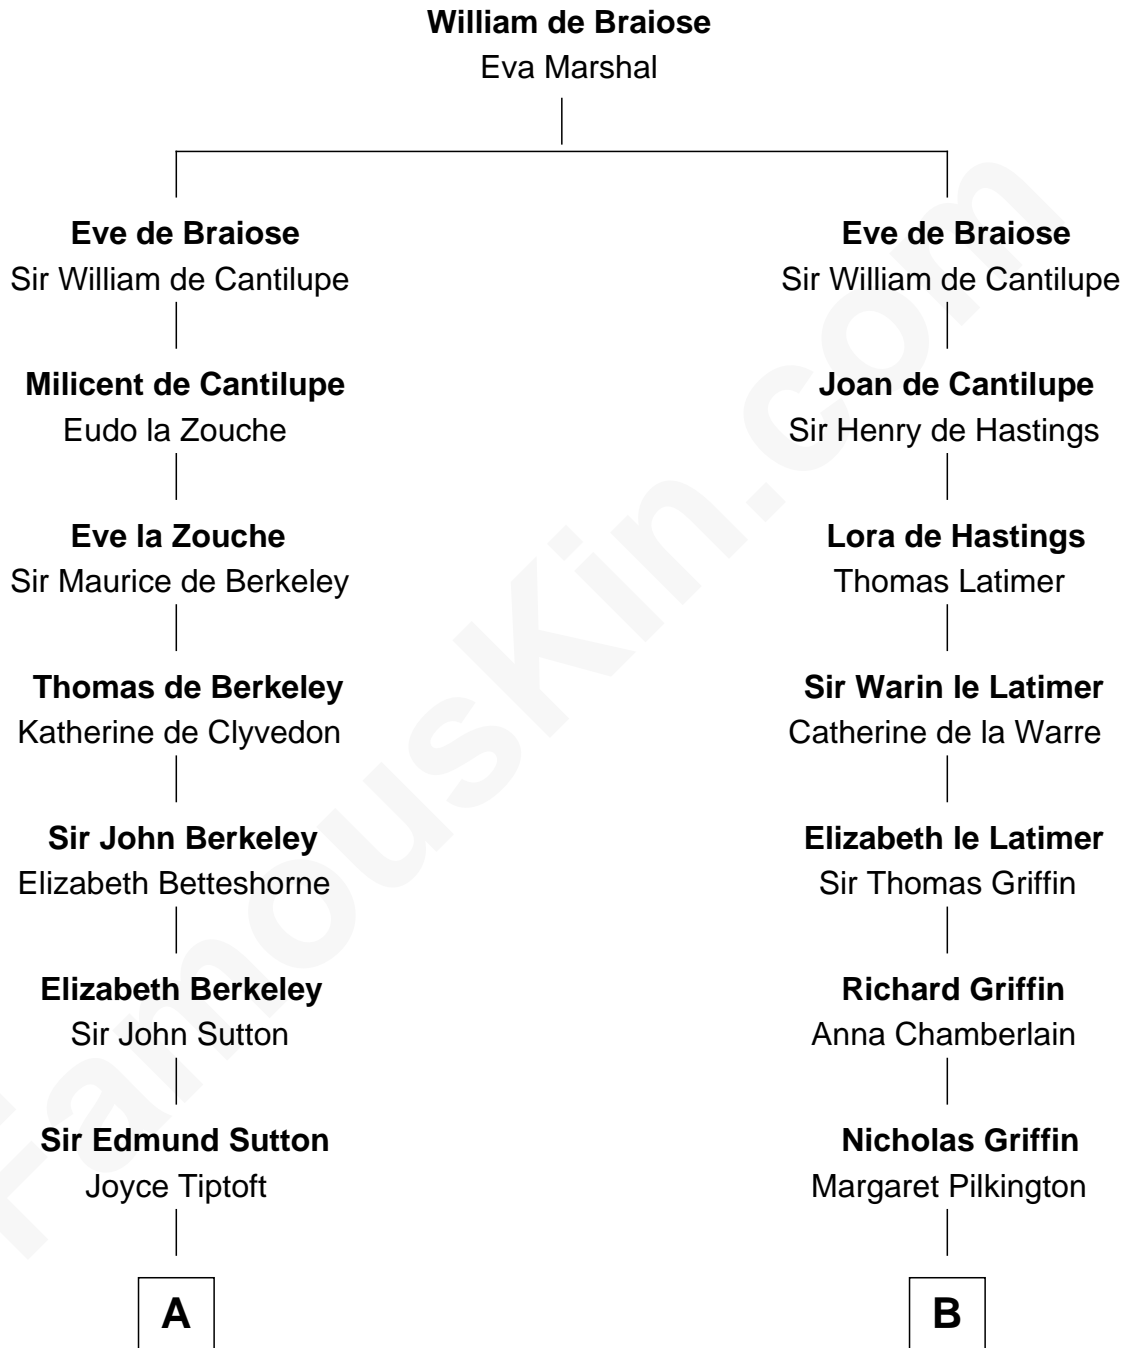 William de Braiose
Eva Marshal
Eve de Braiose
Sir William de Cantilupe
Milicent de Cantilupe
Eudo la Zouche
Eve la Zouche
Sir Maurice de Berkeley
Thomas de Berkeley
Katherine de Clyvedon
Sir John Berkeley
Elizabeth Betteshorne
Elizabeth Berkeley
Sir John Sutton
Sir Edmund Sutton
Joyce Tiptoft
A
Eve de Braiose
Sir William de Cantilupe
Joan de Cantilupe
Sir Henry de Hastings
Lora de Hastings
Thomas Latimer
Sir Warin le Latimer
Catherine de la Warre
Elizabeth le Latimer
Sir Thomas Griffin
Richard Griffin
Anna Chamberlain
Nicholas Griffin
Margaret Pilkington
B
FamousKin.com